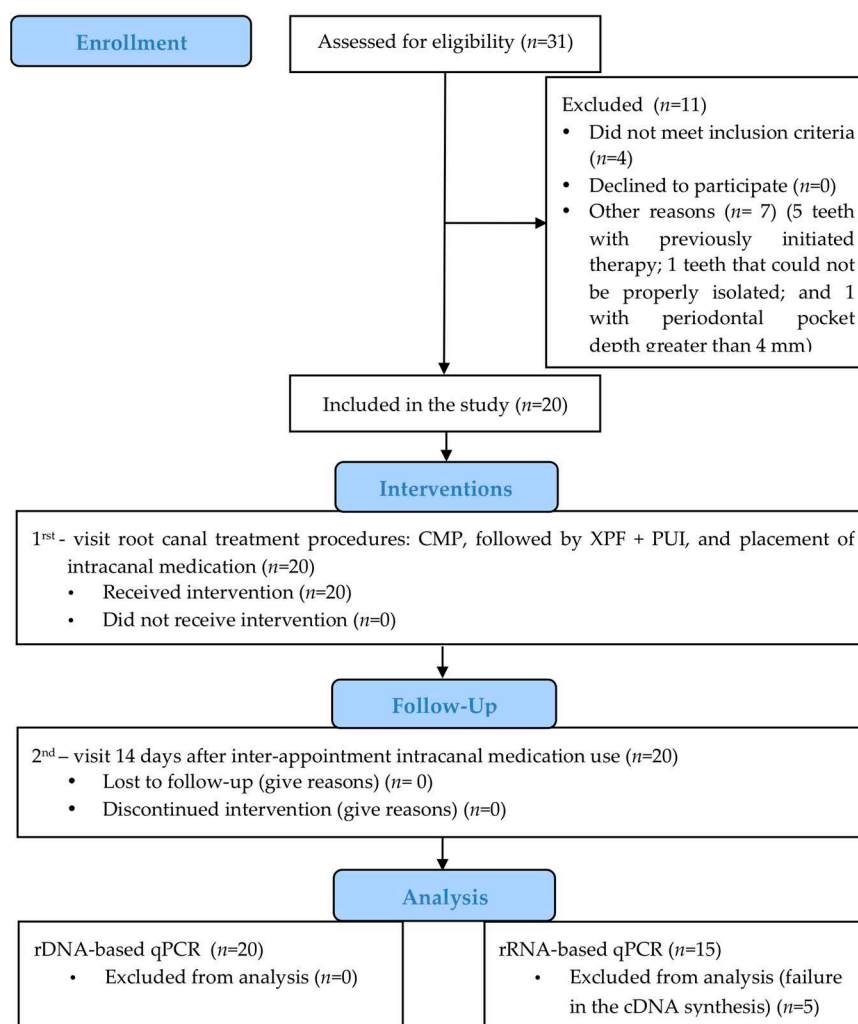 Enrollment
Assessed for eligibility (n=31)
Excluded (n=11)
• Did not meet inclusion criteria
(n=4)
• Declined to participate (n=0)
• Other reasons (n= 7) (5 teeth
with previously initiated
therapy; 1 teeth that could not
be properly isolated; and 1
with periodontal pocket
depth greater than 4 mm)
Included in the study (n=20)
Interventions
1rst - visit root canal treatment procedures: CMP, followed by XPF + PUI, and placement of
intracanal medication (n=20)
• Received intervention (n=20)
• Did not receive intervention (n=0)
Follow-Up
2nd – visit 14 days after inter-appointment intracanal medication use (n=20)
• Lost to follow-up (give reasons) (n= 0)
• Discontinued intervention (give reasons) (n=0)
Analysis
rDNA-based qPCR (n=20)
• Excluded from analysis (n=0)
rRNA-based qPCR (n=15)
• Excluded from analysis (failure
in the cDNA synthesis) (n=5)